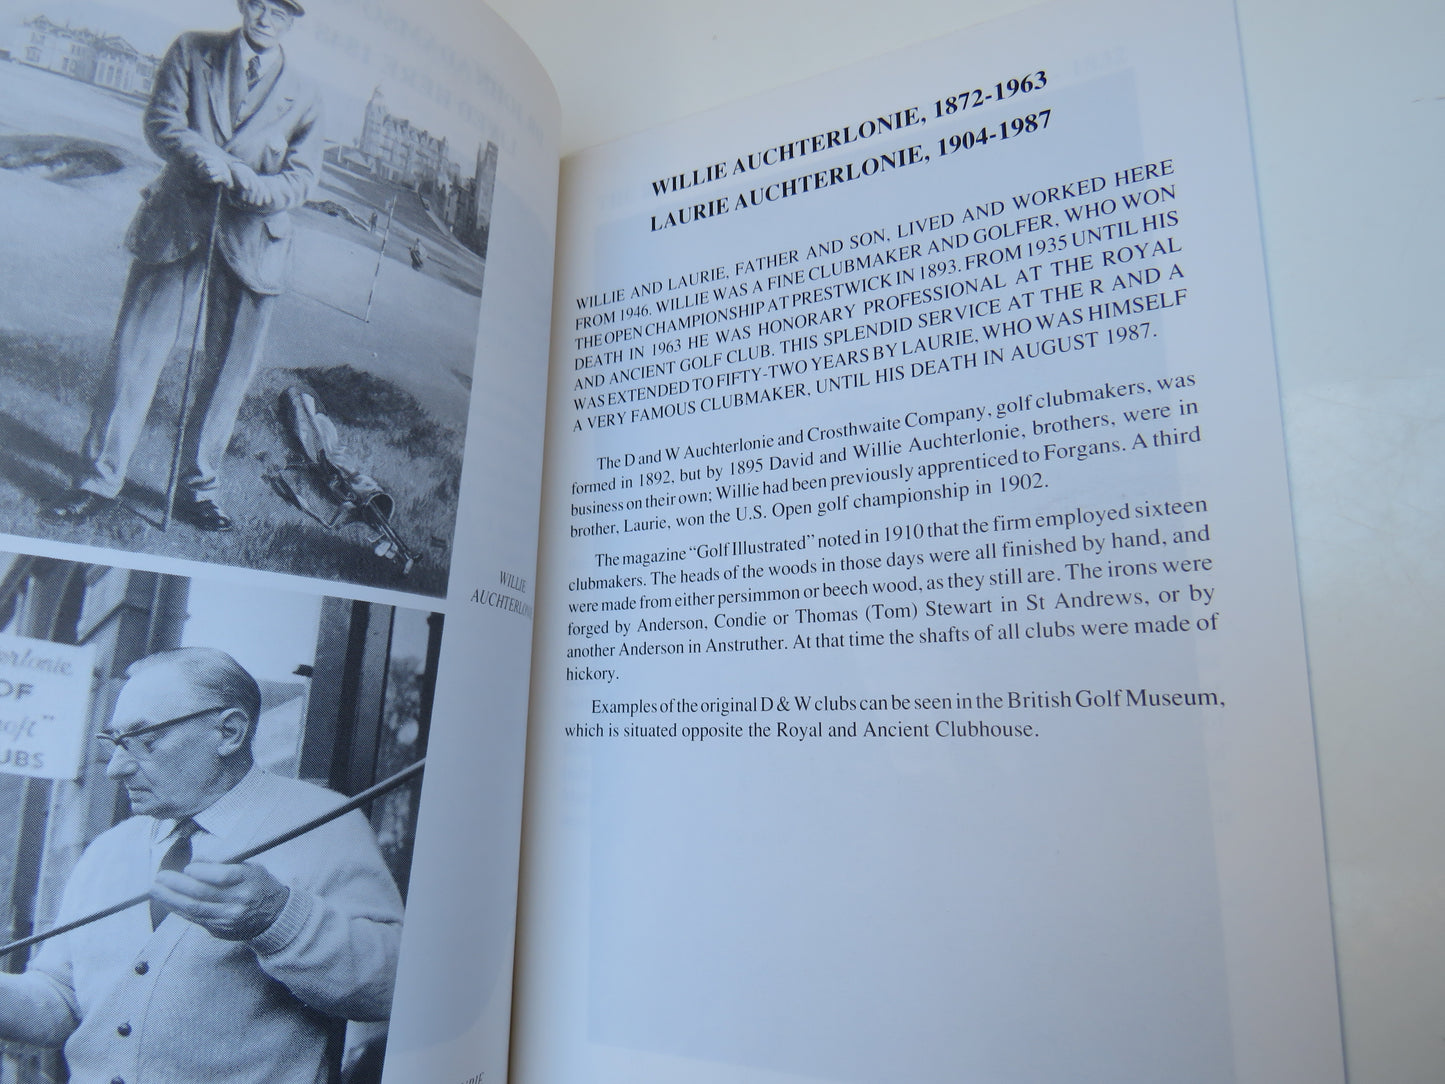 WILLIE
AUCHTERLONIE
erlonie
OF
oft"
UBS
WILLIE AUCHTERLONIE, 1872-1963
LAURIE AUCHTERLONIE, 1904-1987
WILLIE AND LAURIE, FATHER AND SON, LIVED AND WORKED HERE
FROM 1946. WILLIE WAS A FINE CLUBMAKER AND GOLFER, WHO WON
THE OPEN CHAMPIONSHIP AT PRESTWICK IN 1893. FROM 1935 UNTIL HIS
DEATH IN 1963 HE WAS HONORARY PROFESSIONAL AT THE ROYAL
AND ANCIENT GOLF CLUB. THIS SPLENDID SERVICE AT THE R AND A
WAS EXTENDED TO FIFTY-TWO YEARS BY LAURIE, WHO WAS HIMSELF
A VERY FAMOUS CLUBMAKER, UNTIL HIS DEATH IN AUGUST 1987.
The D and W Auchterlonie and Crosthwaite Company, golf clubmakers, was
formed in 1892, but by 1895 David and Willie Auchterlonie, brothers, were in
business on their own; Willie had been previously apprenticed to Forgans. A third
brother, Laurie, won the U.S. Open golf championship in 1902.
The magazine "Golf Illustrated" noted in 1910 that the firm employed sixteen
clubmakers. The heads of the woods in those days were all finished by hand, and
were made from either persimmon or beech wood, as they still are. The irons were
forged by Anderson, Condie or Thomas (Tom) Stewart in St Andrews, or by
another Anderson in Anstruther. At that time the shafts of all clubs were made of
hickory.
Examples of the original D & W clubs can be seen in the British Golf Museum,
which is situated opposite the Royal and Ancient Clubhouse.